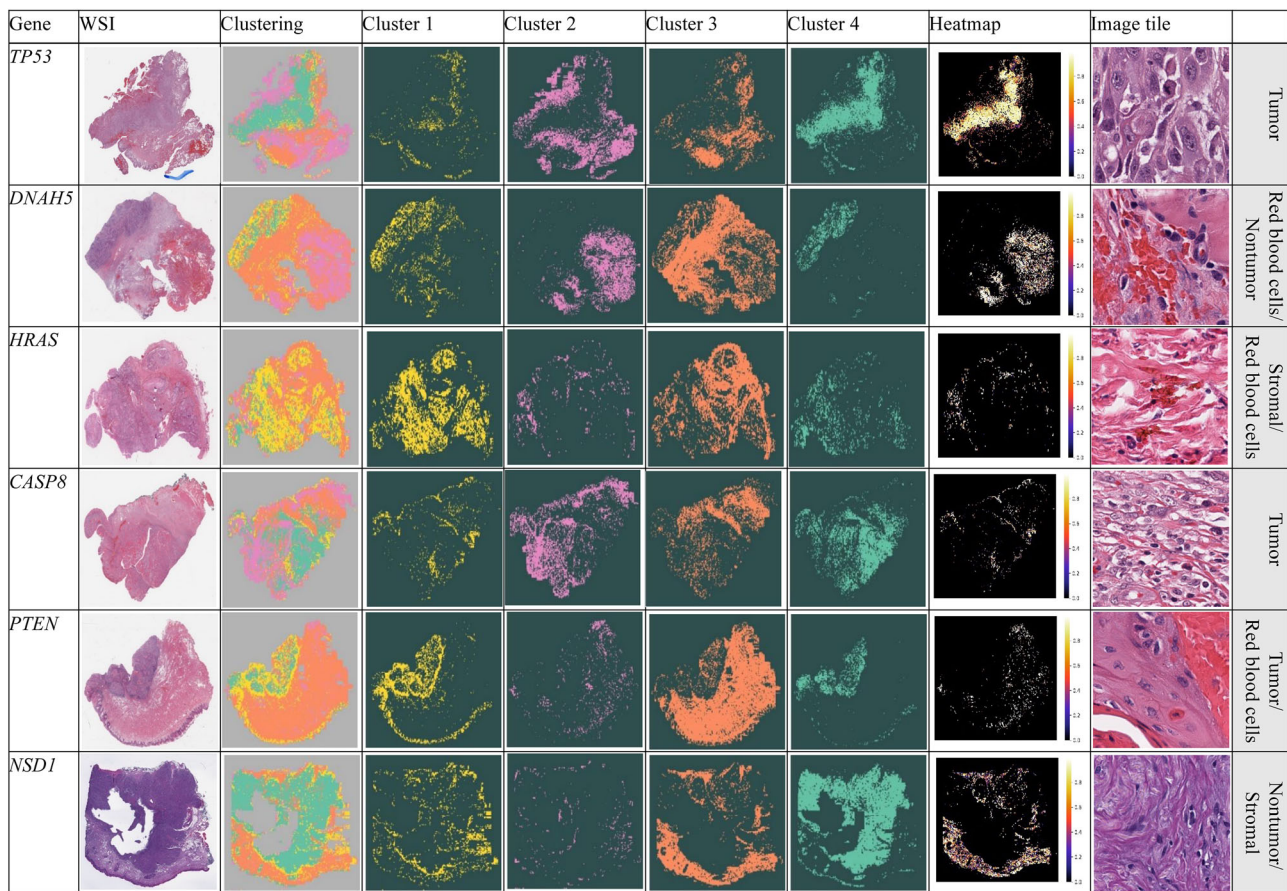 Gene WSI Clustering Cluster 1 Cluster 2 Cluster 3 Cluster 4 Heatmap Image tile
TP53
Tumor
DNAH5
Red blood cells/
Nontumor
HRAS
Stromal/
Red blood cells
CASP8
Tumor
PTEN
Tumor/
Red blood cells
NSD1
Nontumor/
Stromal